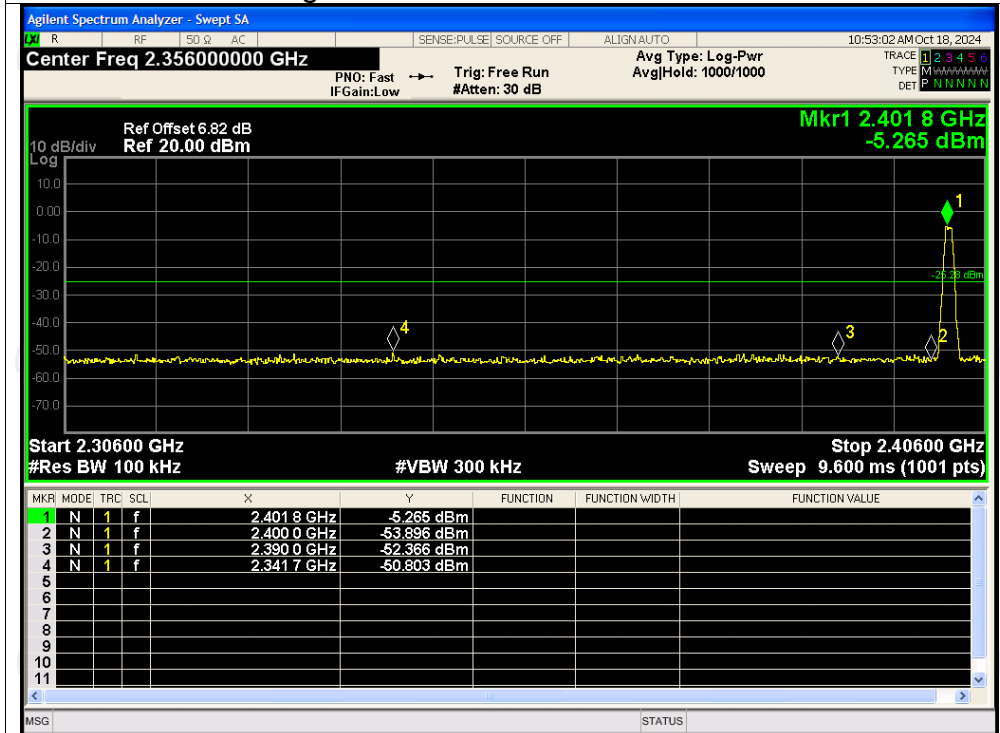 Agilent Spectrum Analyzer - Swept SA
LXI R RF 50 Ω AC SENSE:PULSE SOURCE OFF ALIGN AUTO 10:53:02 AM Oct 18, 2024
Center Freq 2.356000000 GHz
PNO: Fast
IFGain:Low
Trig: Free Run
#Atten: 30 dB
Avg Type: Log-Pwr
Avg|Hold: 1000/1000
TRACE 1 2 3 4 5 6
TYPE M WWWWW
DET P N N N N N
Mkr1 2.401 8 GHz
-5.265 dBm
Ref Offset 6.82 dB
10 dB/div Ref 20.00 dBm
Log
10.0
0.00
-10.0
-20.0
-30.0
-40.0
-50.0
-60.0
-70.0
1
-25.28 dBm
4
3
2
Start 2.30600 GHz Stop 2.40600 GHz
#Res BW 100 kHz #VBW 300 kHz Sweep 9.600 ms (1001 pts)
MKR MODE TRC SCL X Y FUNCTION FUNCTION WIDTH FUNCTION VALUE
1 N 1 f 2.401 8 GHz -5.265 dBm
2 N 1 f 2.400 0 GHz -53.896 dBm
3 N 1 f 2.390 0 GHz -52.366 dBm
4 N 1 f 2.341 7 GHz -50.803 dBm
5
6
7
8
9
10
11
MSG STATUS